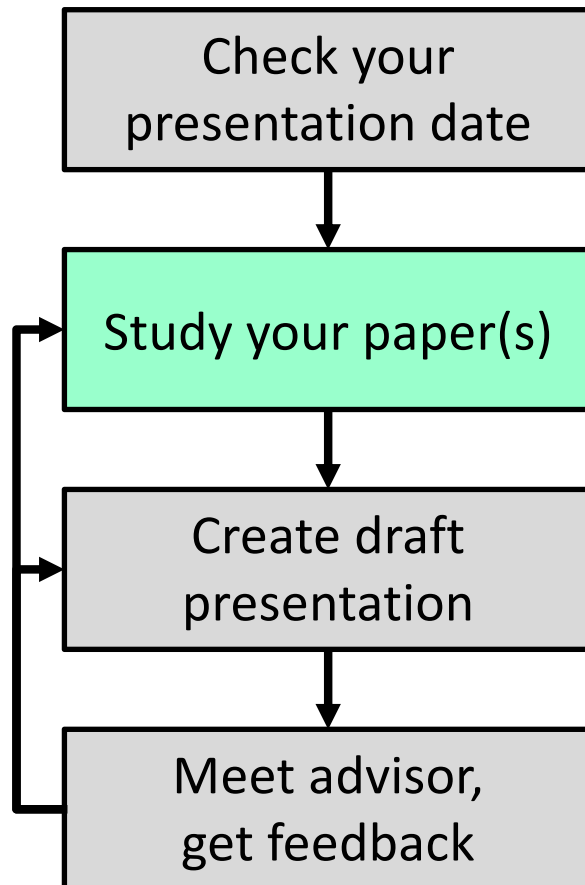 Check your
presentation date
Study your paper(s)
Create draft
presentation
Meet advisor,
get feedback